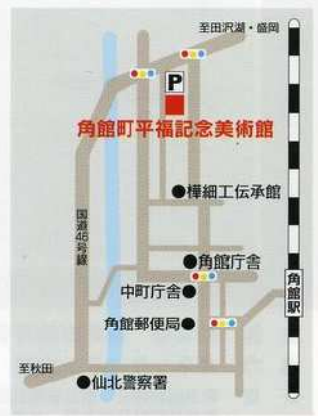 至田沢湖・盛岡
P
角館町平福記念美術館
樺細工伝承館
国道46号線
角館庁舎
角館駅
中町庁舎
角館郵便局
至秋田
仙北警察署